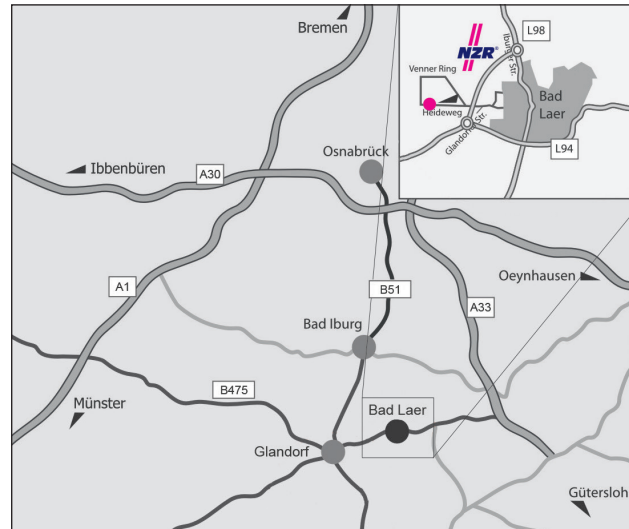 Bremen
L98
Iburger Str.
NZR®
Venner Ring
Bad
Laer
Heideweg
Glandorfer Str.
L94
Osnabrück
Ibbenbüren
A30
Oeynhausen
A1
B51
A33
Bad Iburg
B475
Münster
Bad Laer
Glandorf
Gütersloh